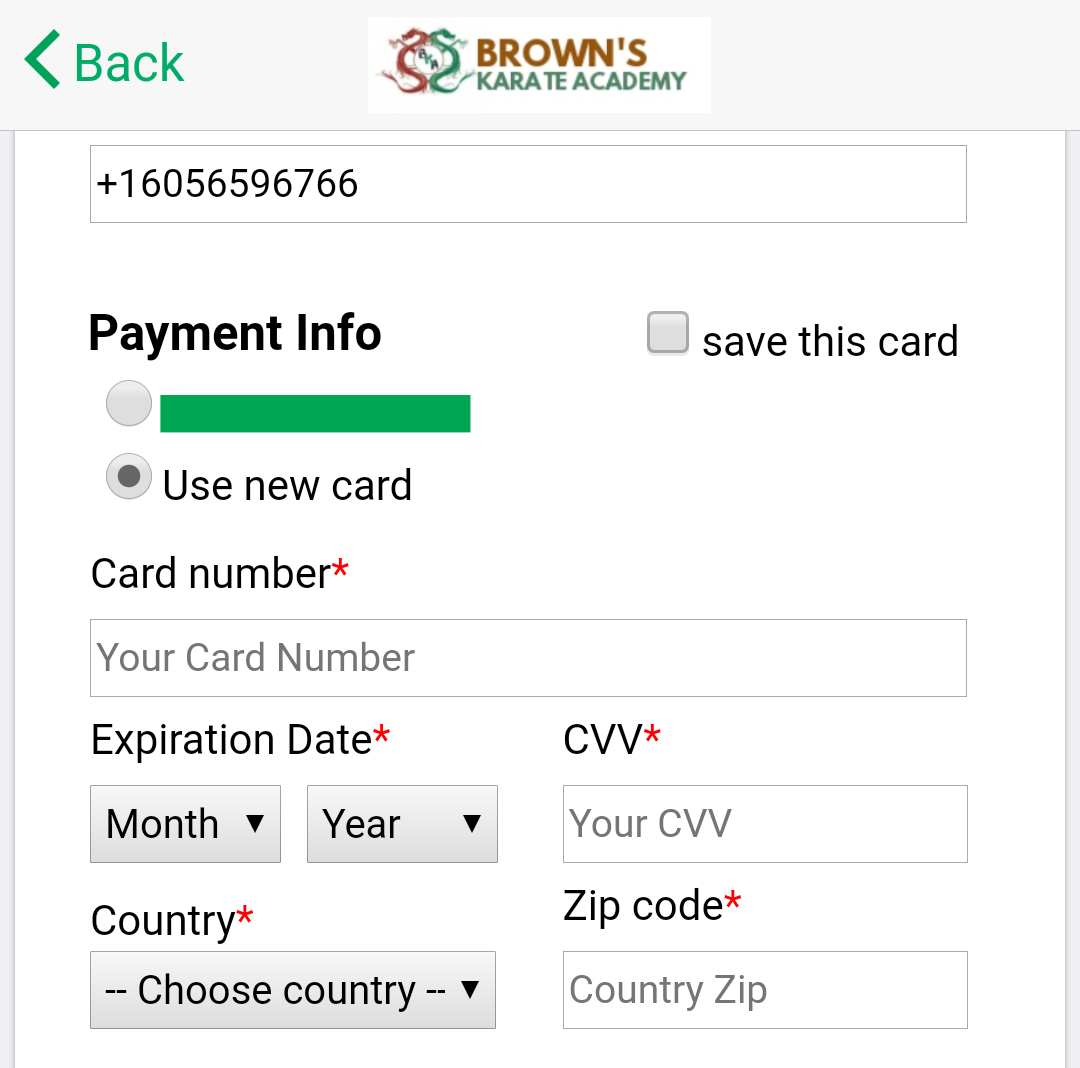 Back
BKA
BROWN'S
KARATE ACADEMY
+16056596766
Payment Info
save this card
Use new card
Card number*
Your Card Number
Expiration Date*
CVV*
Month
Year
Your CVV
Country*
Zip code*
-- Choose country --
Country Zip